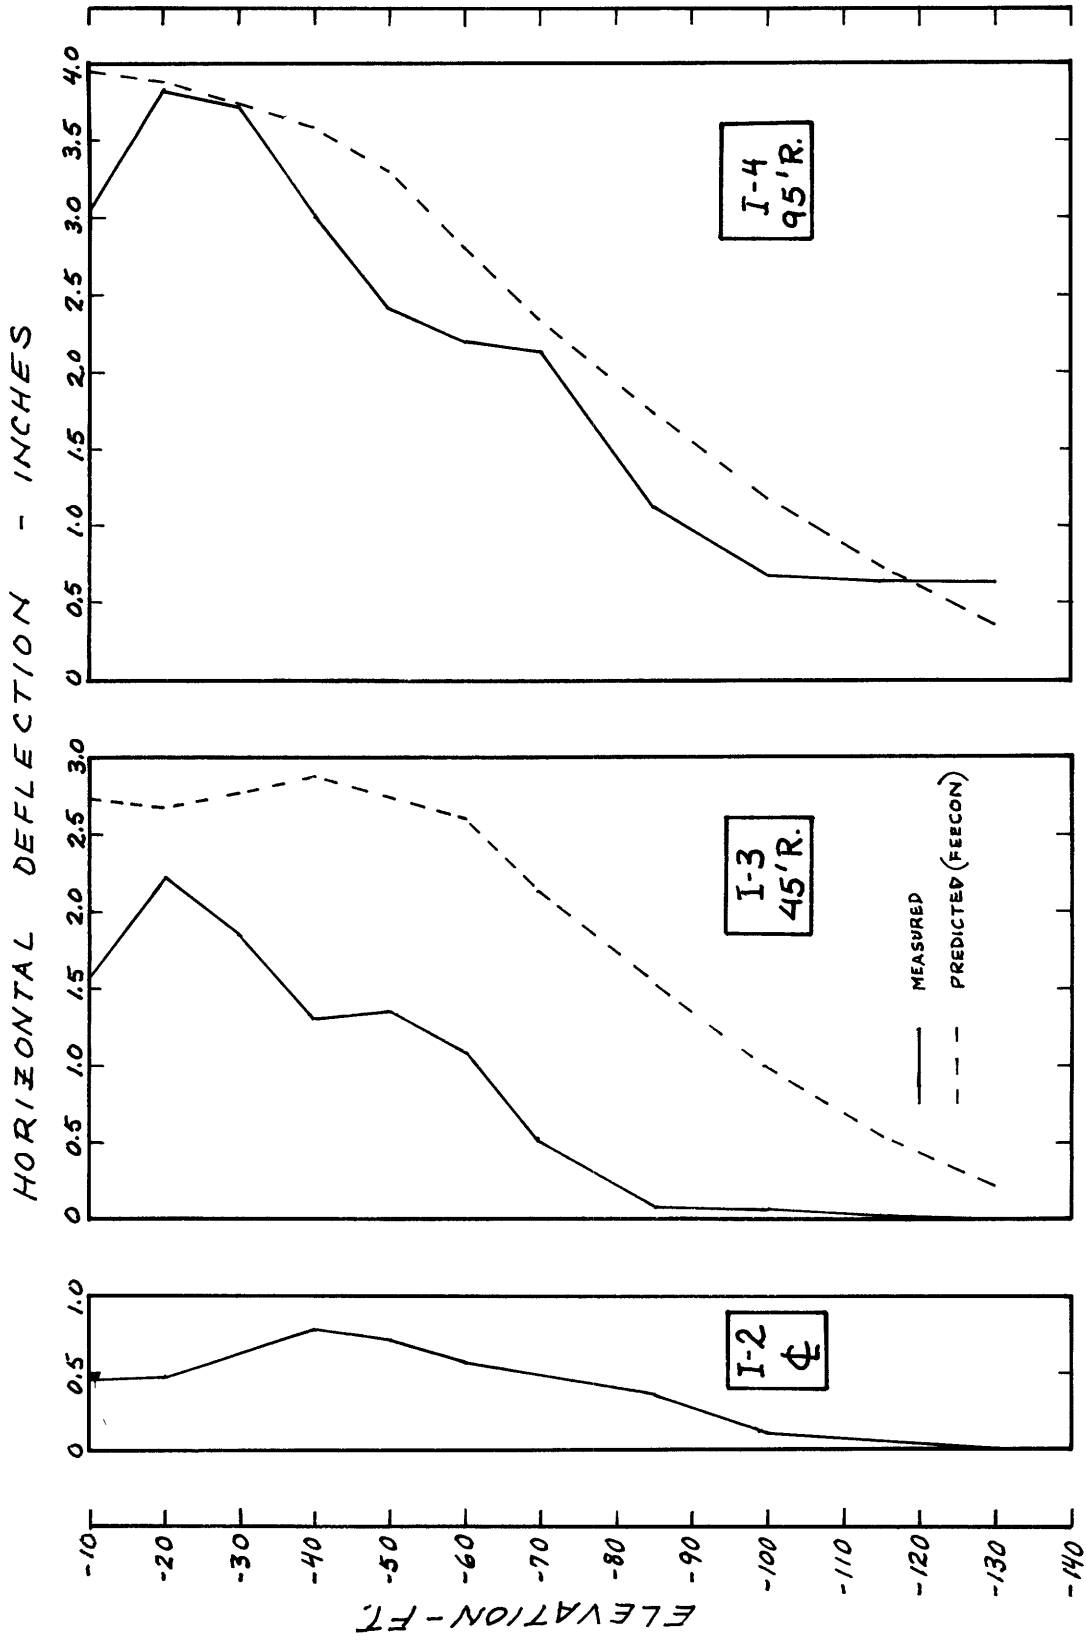 HORIZONTAL DEFLECTION - INCHES
0 0.5 1.0
0 0.5 1.0 1.5 2.0 2.5 3.0
0 0.5 1.0 1.5 2.0 2.5 3.0 3.5 4.0
ELEVATION-FT.
-10
-20
-30
-40
-50
-60
-70
-80
-90
-100
-110
-120
-130
-140
I-2
℄
I-3
45'R.
I-4
95'R.
MEASURED
PREDICTED (FEECON)